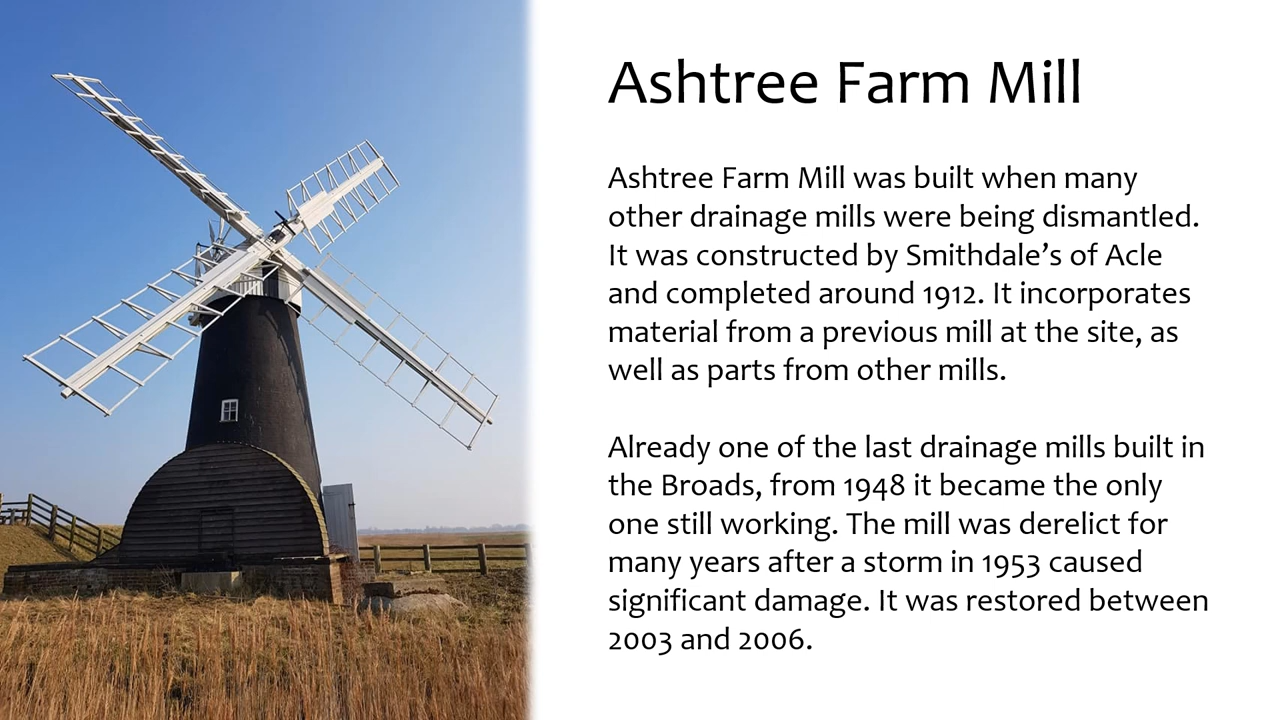 Ashtree Farm Mill
Ashtree Farm Mill was built when many
other drainage mills were being dismantled.
It was constructed by Smithdale’s of Acle
and completed around 1912. It incorporates
material from a previous mill at the site, as
well as parts from other mills.
Already one of the last drainage mills built in
the Broads, from 1948 it became the only
one still working. The mill was derelict for
many years after a storm in 1953 caused
significant damage. It was restored between
2003 and 2006.